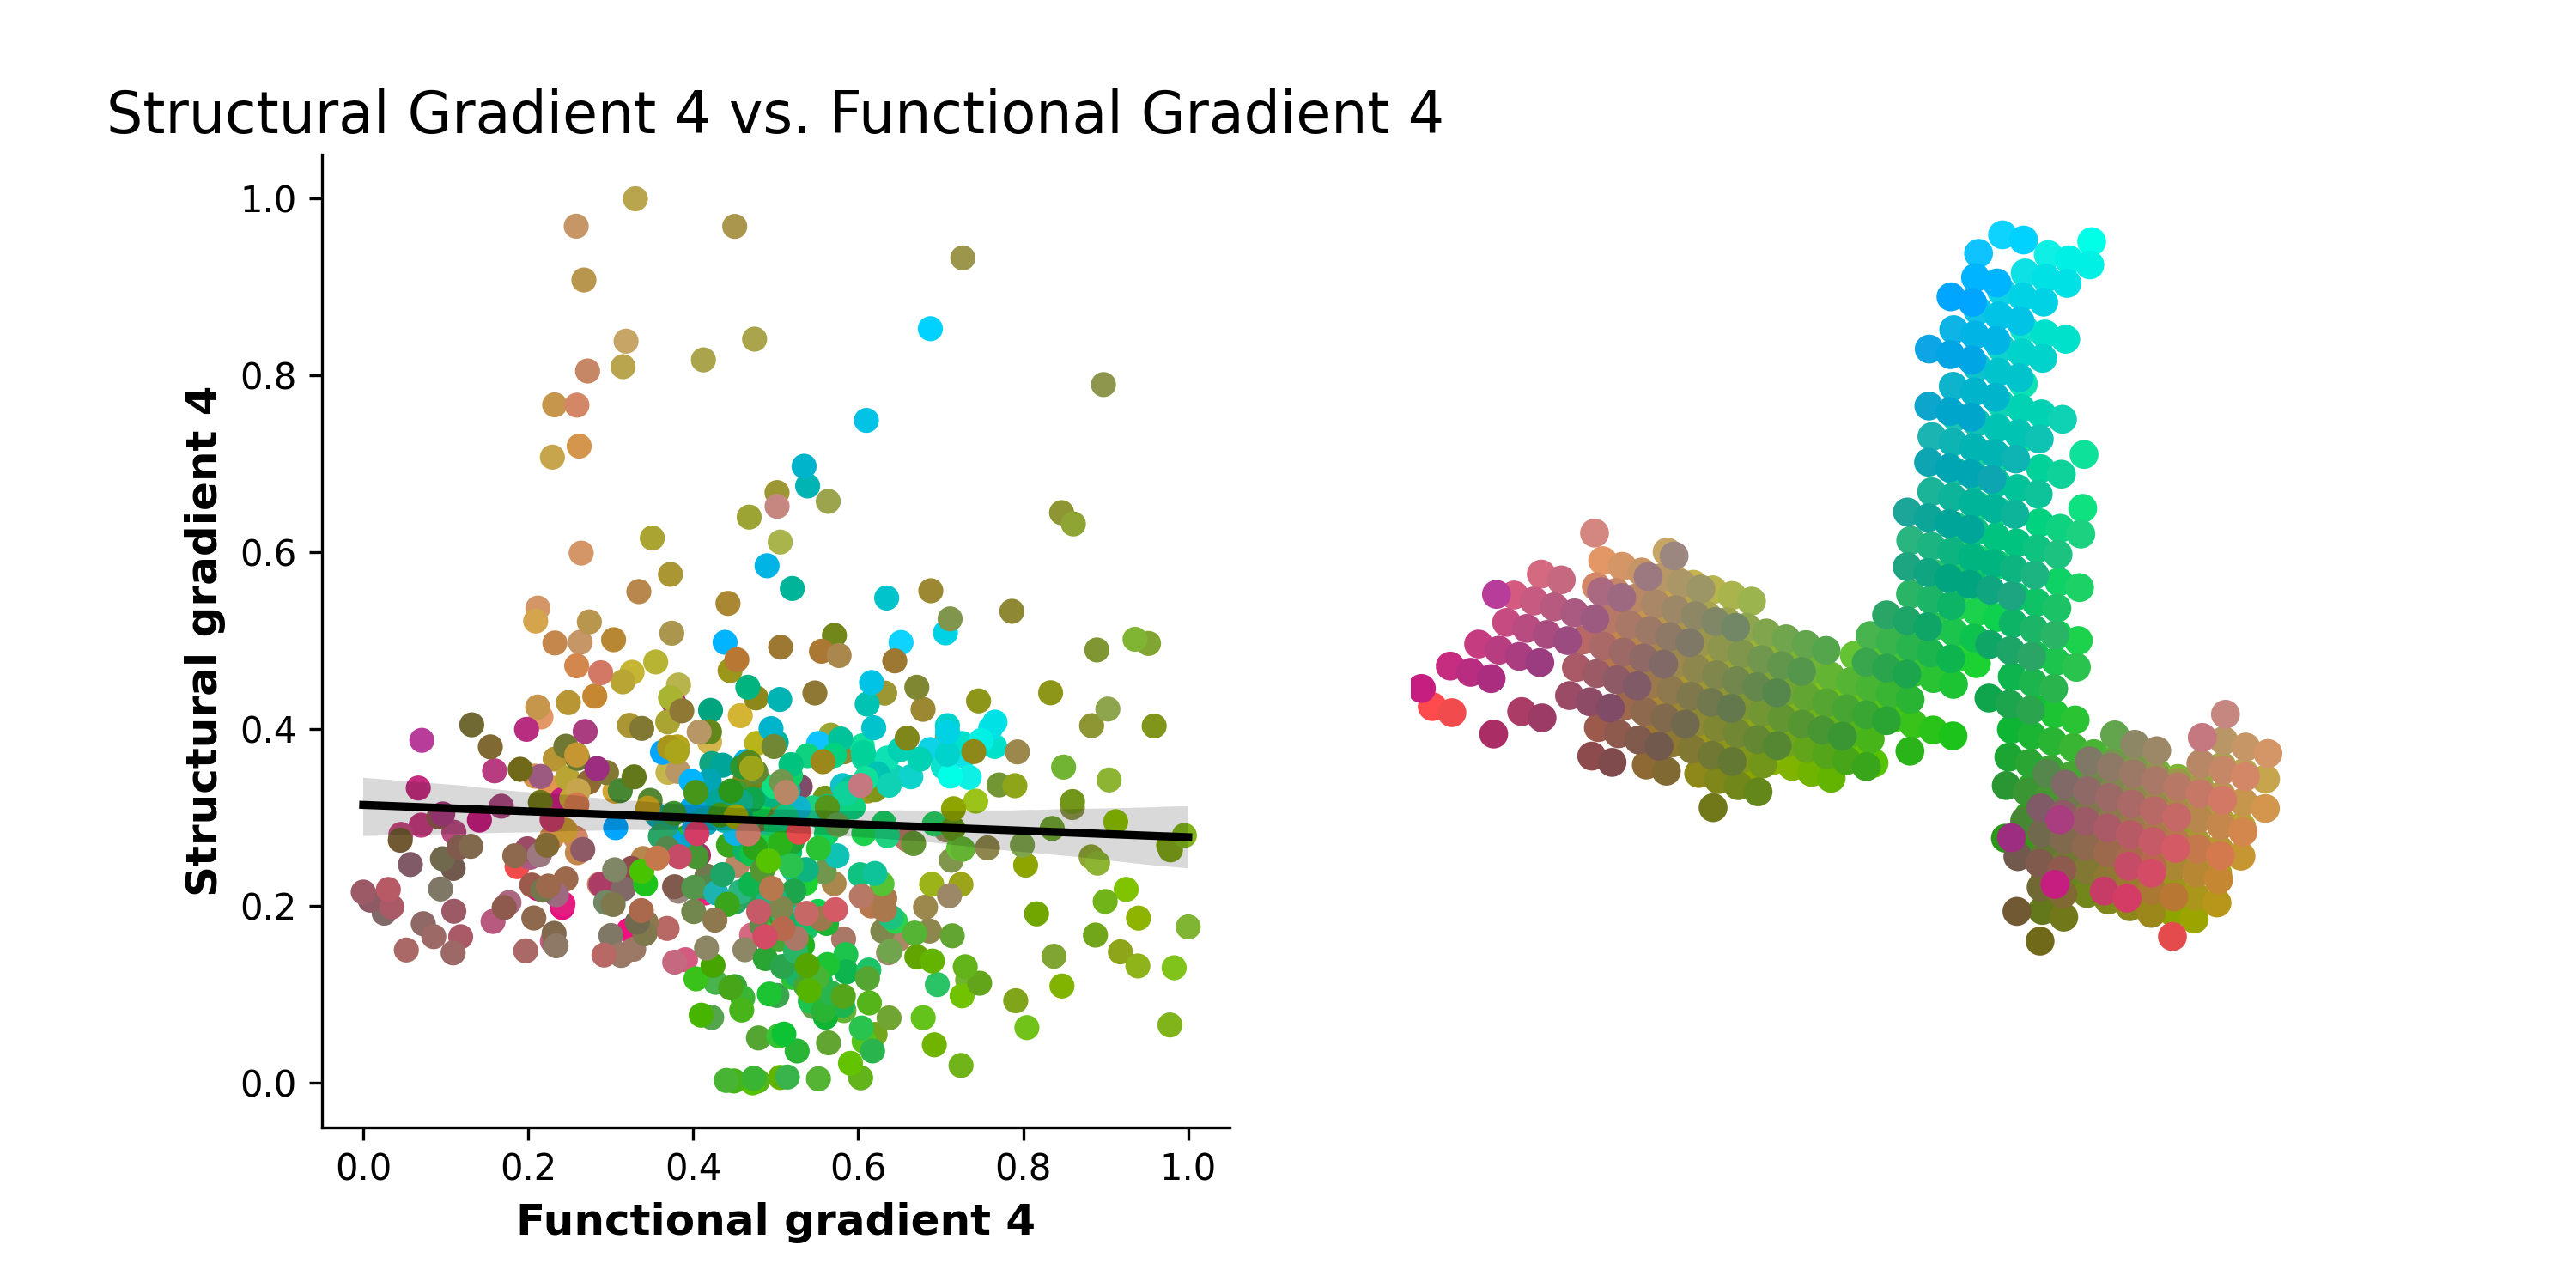 Structural Gradient 4 vs. Functional Gradient 4
1.0
0.8
0.6
0.4
0.2
0.0
Structural gradient 4
0.0 0.2 0.4 0.6 0.8 1.0
Functional gradient 4